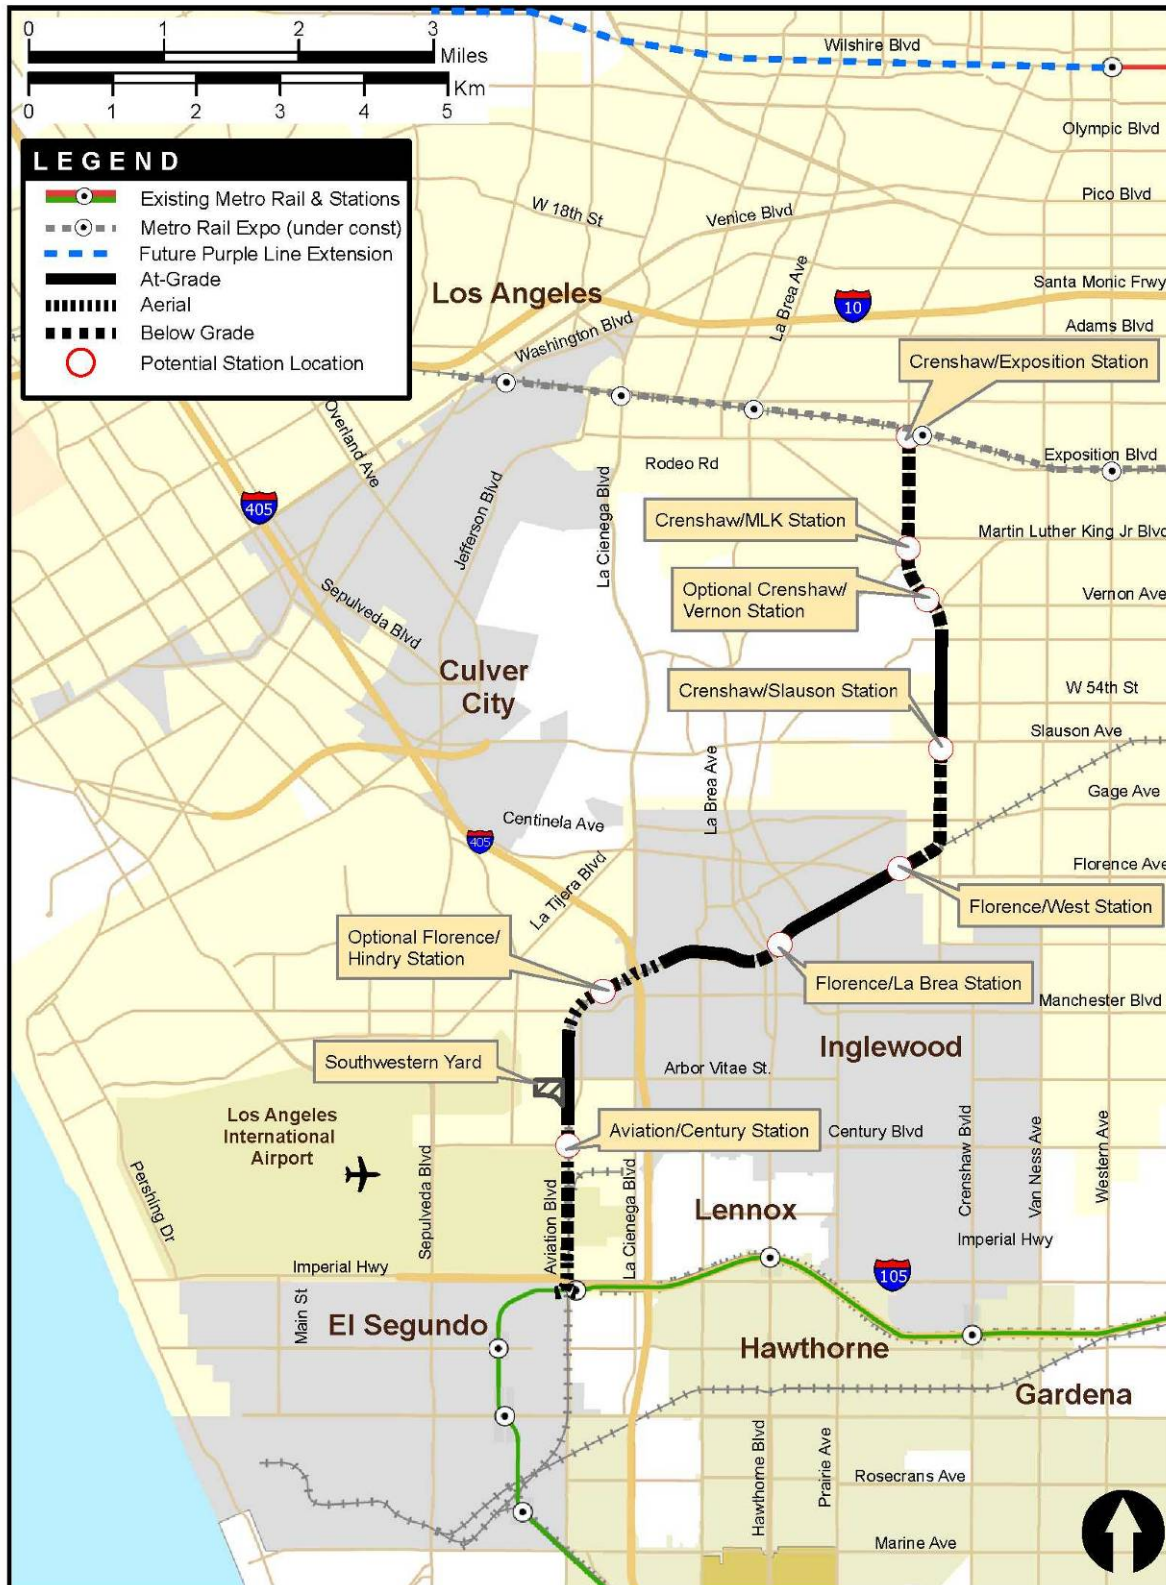 0 1 2 3
Miles
Km
0 1 2 3 4 5
LEGEND
Existing Metro Rail & Stations
Metro Rail Expo (under const)
Future Purple Line Extension
At-Grade
Aerial
Below Grade
Potential Station Location
Wilshire Blvd
Olympic Blvd
Pico Blvd
W 18th St
Venice Blvd
La Brea Ave
Santa Monic Frwy
Los Angeles
10
Washington Blvd
Adams Blvd
Crenshaw/Exposition Station
Overland Ave
Rodeo Rd
Exposition Blvd
405
Jefferson Blvd
La Cienega Blvd
Crenshaw/MLK Station
Martin Luther King Jr Blvd
Sepulveda Blvd
Optional Crenshaw/
Vernon Station
Vernon Ave
Culver
City
Crenshaw/Slauson Station
W 54th St
Slauson Ave
La Brea Ave
Gage Ave
Centinela Ave
405
La Tijera Blvd
Florence Ave
Florence/West Station
Optional Florence/
Hindry Station
Florence/La Brea Station
Manchester Blvd
Inglewood
Southwestern Yard
Arbor Vitae St.
Los Angeles
International
Airport
Aviation/Century Station
Century Blvd
Pershing Dr
Sepulveda Blvd
Aviation Blvd
La Cienega Blvd
Crenshaw Bvld
Van Ness Ave
Western Ave
Lennox
Imperial Hwy
Imperial Hwy
105
Main St
El Segundo
Hawthorne
Gardena
Hawthorne Blvd
Prairie Ave
Rosecrans Ave
Marine Ave